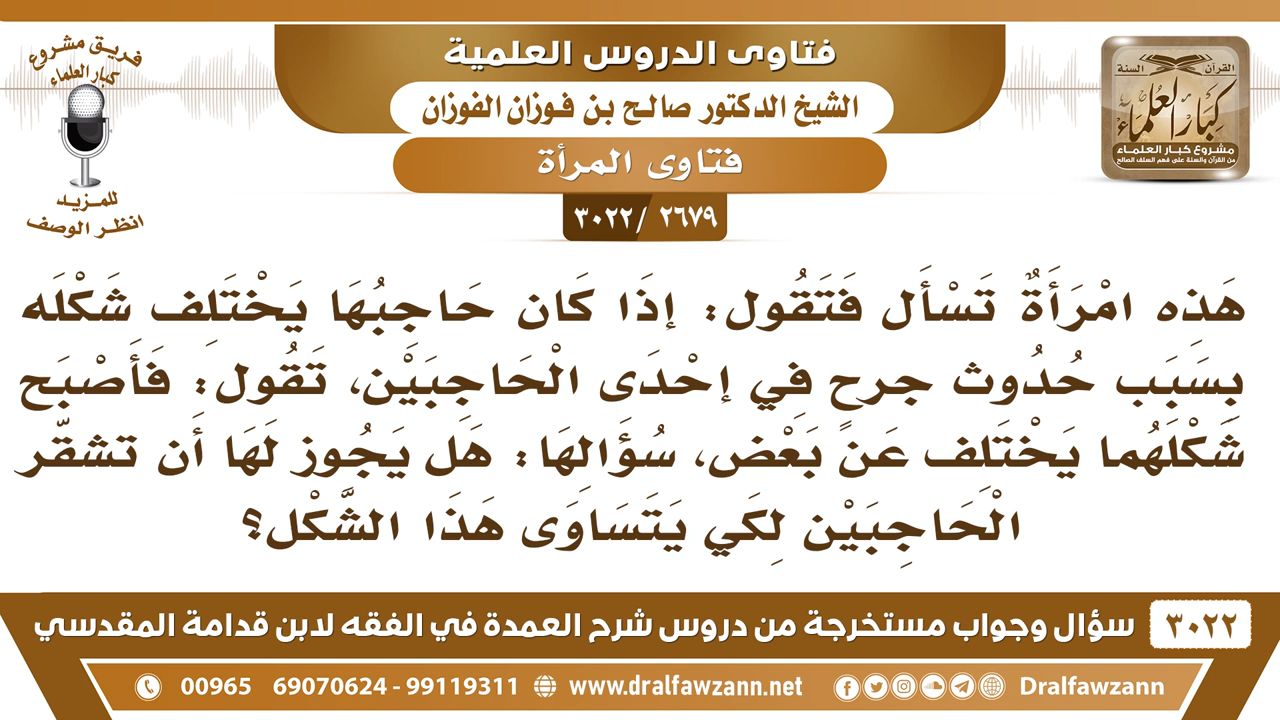 فتاوى الدروس العلمية
الشيخ الدكتور صالح بن فوزان الفوزان
فتاوى المرأة
٢٦٧٩ / ٣٠٢٢
فريق مشروع
كبار العلماء
للمزيد
انظر الوصف
القرآن السنة
كبار العلماء
مشروع كبار العلماء
من القرآن والسنة على فهم السلف الصالح
هَذِهِ امْرَأَةٌ تَسْأَل فَتَقُول: إذَا كَان حَاجِبُهَا يَخْتَلِف شَكْلَه
بِسَبَب حُدُوث جرحٍ في إحْدَى الْحَاجِبَيْن، تَقُول: فَأَصْبَح
شَكْلَهُما يَخْتَلف عَن بَعْض، سُؤَالهَا: هَل يَجُوز لَهَا أن تشقّر
الْحَاجِبَيْن لِكَي يَتَسَاوَى هَذَا الشَّكْل؟
سؤال وجواب مستخرجة من دروس شرح العمدة في الفقه لابن قدامة المقدسي
٣٠٢٢
00965 69070624 - 99119311 www.dralfawzann.net Dralfawzann